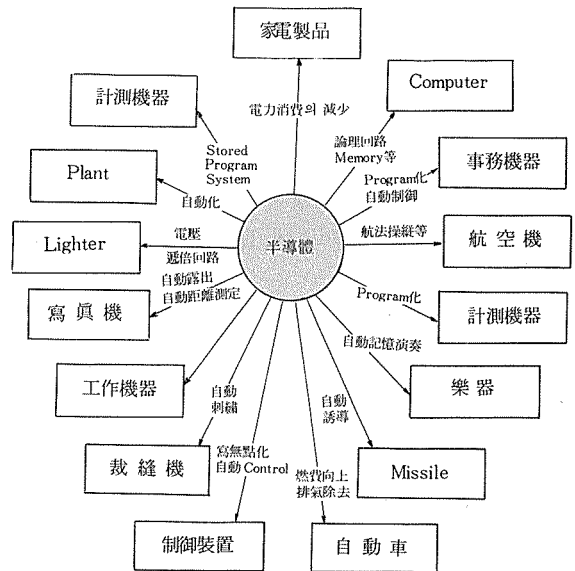 家電製品
計測機器
Computer
電力消費의 減少
Stored
Program
System
論理回路
Memory等
事務機器
Plant
Program化
自動制御
自動化
Lighter
電壓
遞倍回路
半導體
航法操縱等
航空機
自動露出
自動距離測定
寫眞機
Program化
計測機器
自動記憶演奏
工作機器
樂器
自動
刺繡
自動
誘導
裁縫機
寫無點化
自動 Control
燃費向上
排氣除去
Missile
制御裝置
自動車